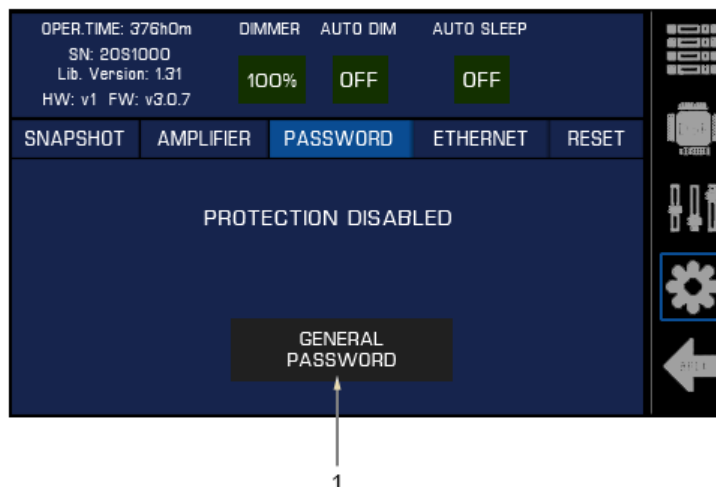 OPER.TIME: 376h0m
SN: 20S1000
Lib. Version: 1.31
HW: v1 FW: v3.0.7
DIMMER AUTO DIM AUTO SLEEP
100% OFF OFF
SNAPSHOT AMPLIFIER PASSWORD ETHERNET RESET
PROTECTION DISABLED
GENERAL
PASSWORD
1